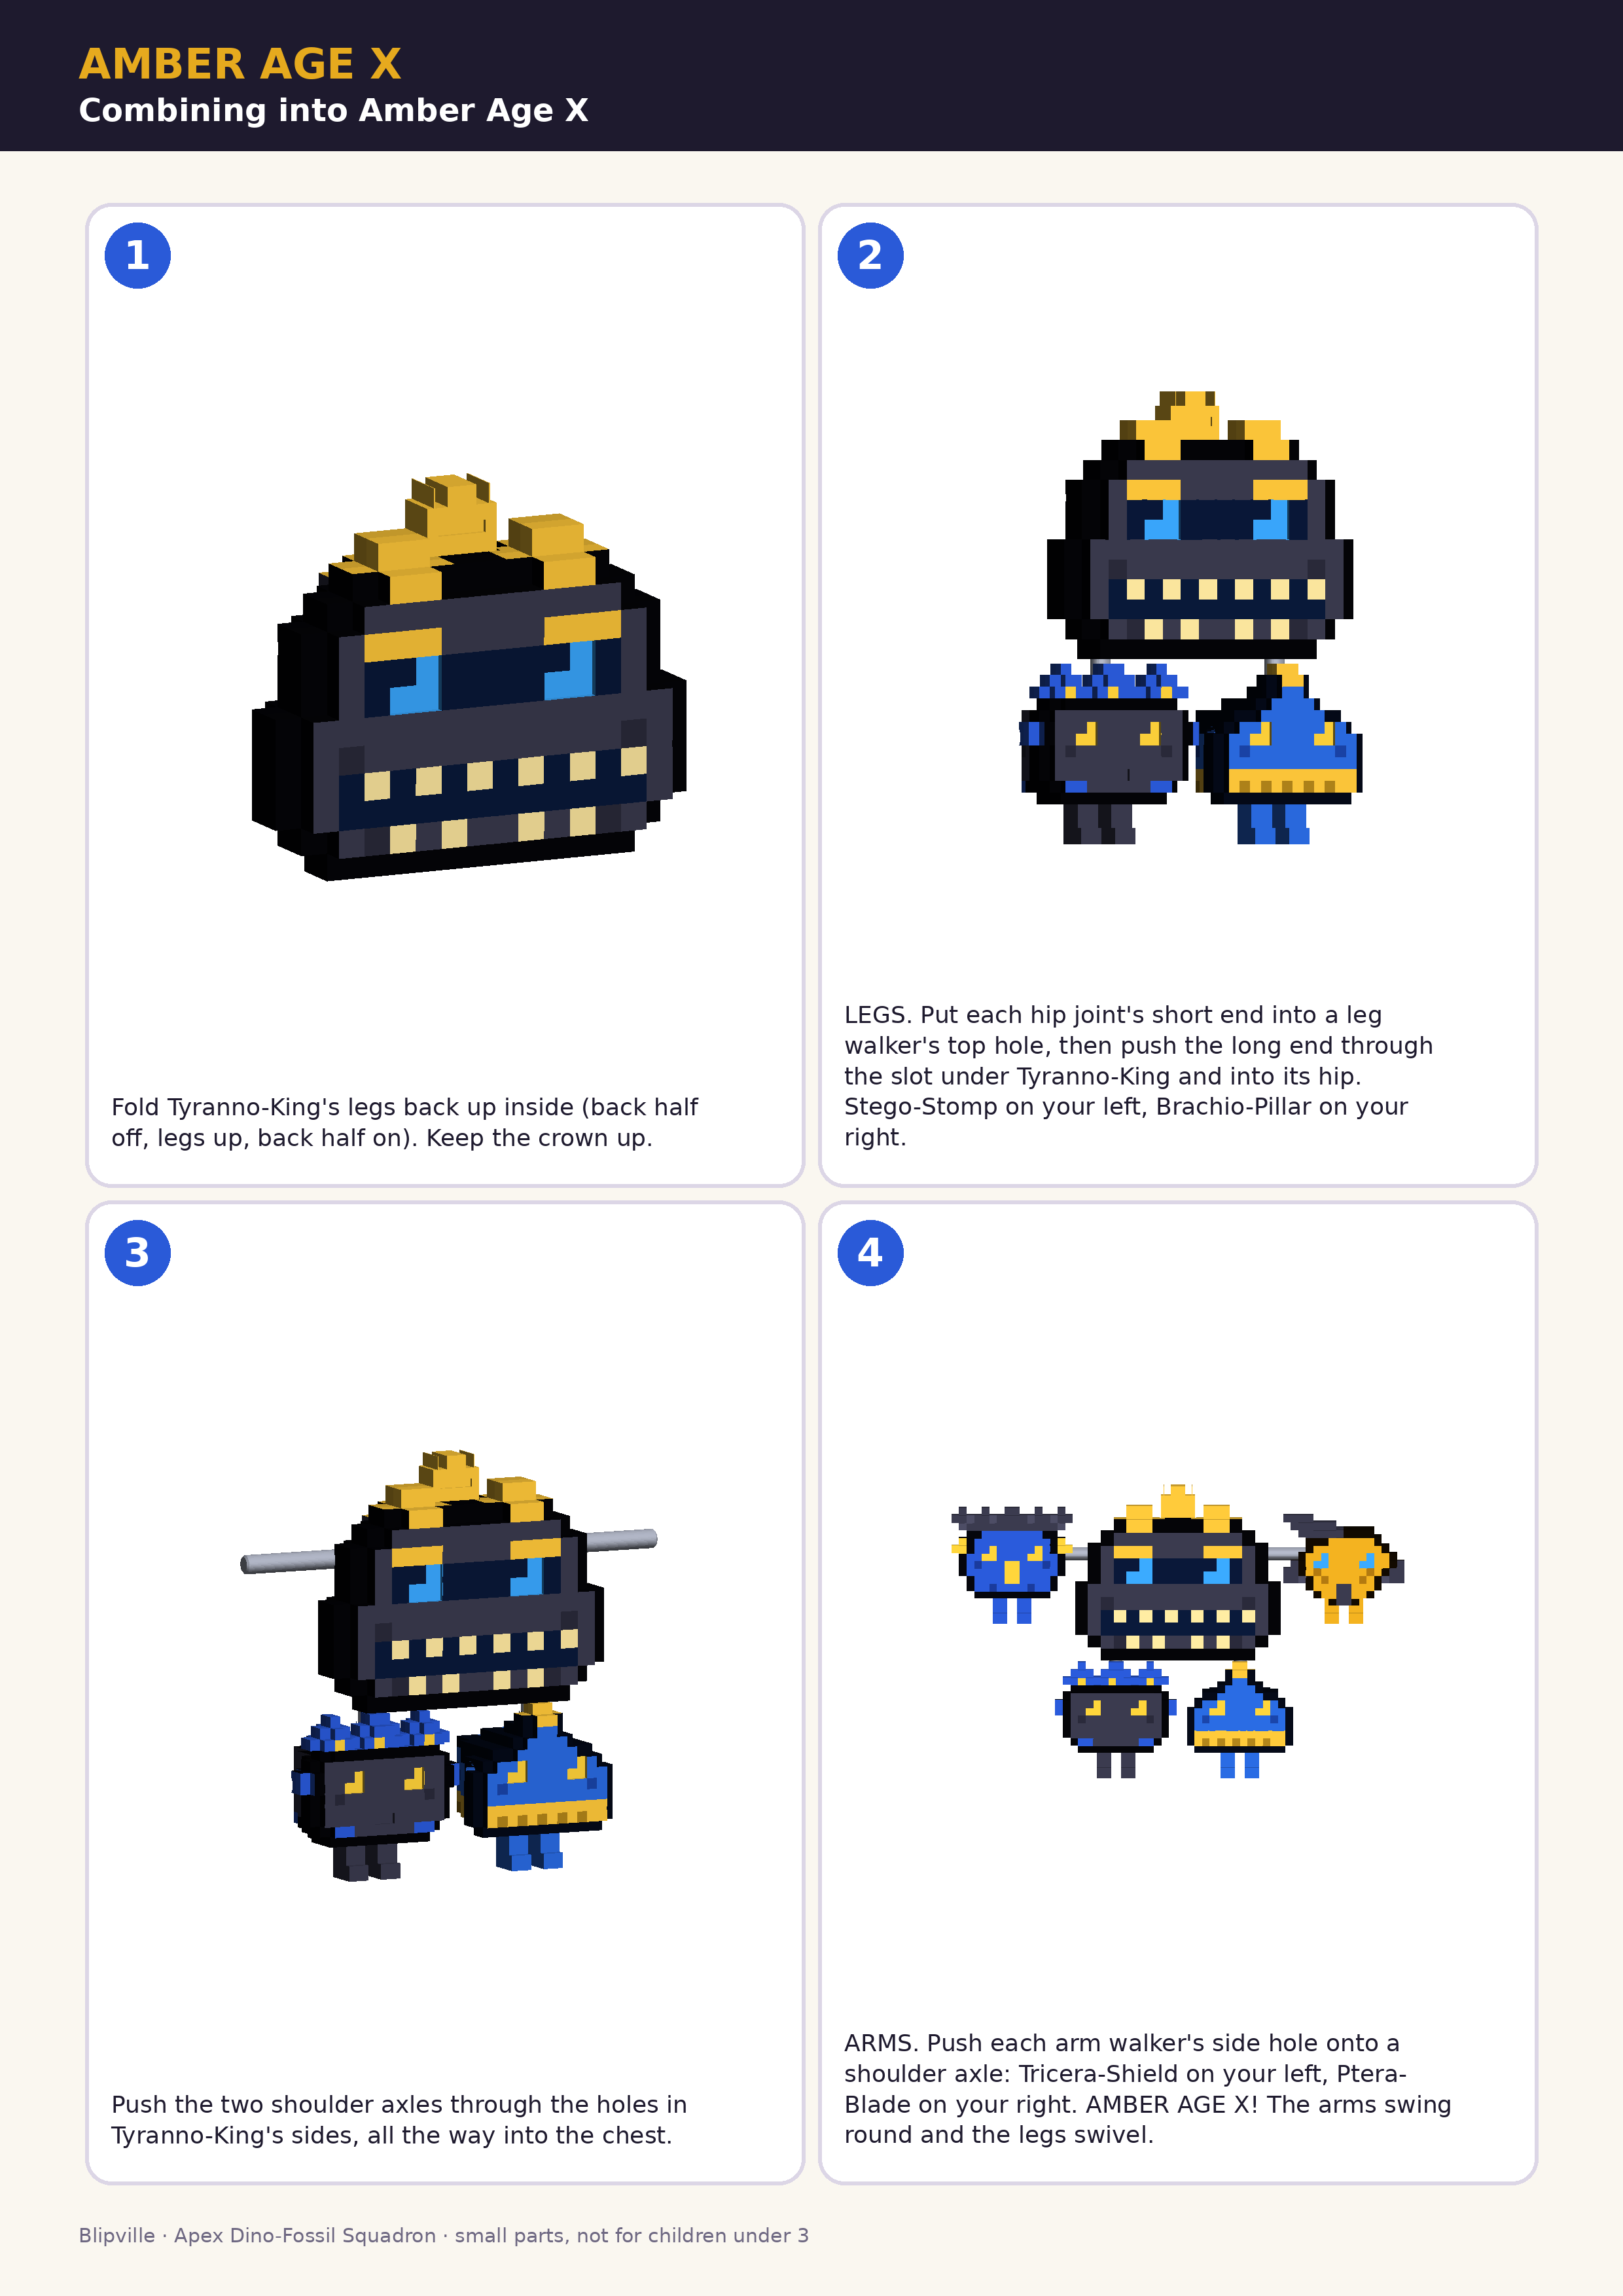 AMBER AGE X
Combining into Amber Age X
1
Fold Tyranno-King's legs back up inside (back half
off, legs up, back half on). Keep the crown up.
2
LEGS. Put each hip joint's short end into a leg
walker's top hole, then push the long end through
the slot under Tyranno-King and into its hip.
Stego-Stomp on your left, Brachio-Pillar on your
right.
3
Push the two shoulder axles through the holes in
Tyranno-King's sides, all the way into the chest.
4
ARMS. Push each arm walker's side hole onto a
shoulder axle: Tricera-Shield on your left, Ptera-
Blade on your right. AMBER AGE X! The arms swing
round and the legs swivel.
Blipville · Apex Dino-Fossil Squadron · small parts, not for children under 3